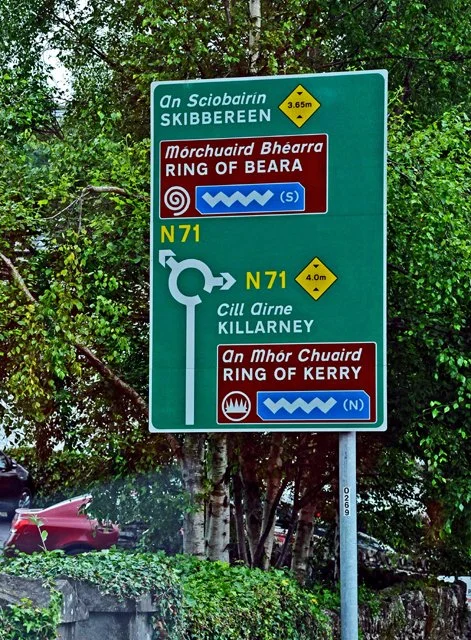 An Sciobairín
SKIBBEREEN
3.65m
Mórchuaird Bhéarra
RING OF BEARA
(S)
N71
N71
4.0m
Cill Airne
KILLARNEY
An Mhór Chuaird
RING OF KERRY
(N)
0269